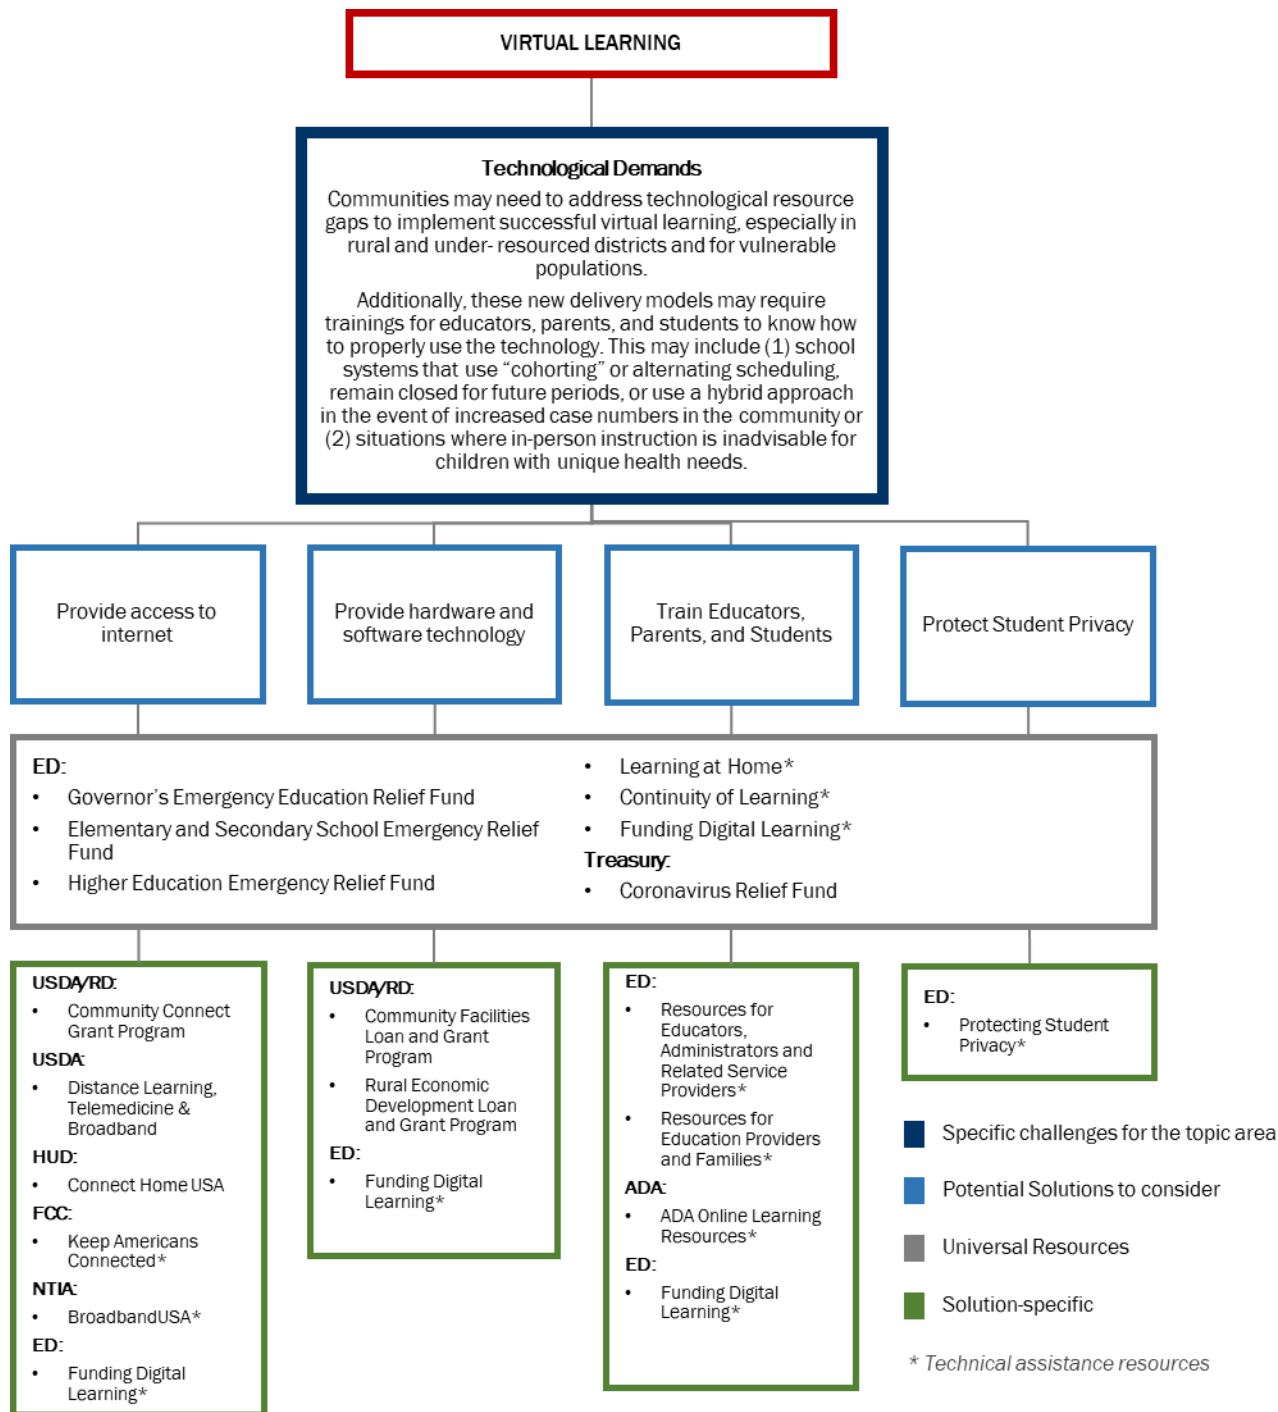 VIRTUAL LEARNING
Technological Demands
Communities may need to address technological resource
gaps to implement successful virtual learning, especially in
rural and under- resourced districts and for vulnerable
populations.
Additionally, these new delivery models may require
trainings for educators, parents, and students to know how
to properly use the technology. This may include (1) school
systems that use “cohorting” or alternating scheduling,
remain closed for future periods, or use a hybrid approach
in the event of increased case numbers in the community or
(2) situations where in-person instruction is inadvisable for
children with unique health needs.
Provide access to
internet
Provide hardware and
software technology
Train Educators,
Parents, and Students
Protect Student Privacy
ED:
• Governor’s Emergency Education Relief Fund
• Elementary and Secondary School Emergency Relief
Fund
• Higher Education Emergency Relief Fund
• Learning at Home*
• Continuity of Learning*
• Funding Digital Learning*
Treasury:
• Coronavirus Relief Fund
USDA/RD:
• Community Connect
Grant Program
USDA:
• Distance Learning,
Telemedicine &
Broadband
HUD:
• Connect Home USA
FCC:
• Keep Americans
Connected*
NTIA:
• BroadbandUSA*
ED:
• Funding Digital
Learning*
USDA/RD:
• Community Facilities
Loan and Grant
Program
• Rural Economic
Development Loan
and Grant Program
ED:
• Funding Digital
Learning*
ED:
• Resources for
Educators,
Administrators and
Related Service
Providers*
• Resources for
Education Providers
and Families*
ADA:
• ADA Online Learning
Resources*
ED:
• Funding Digital
Learning*
ED:
• Protecting Student
Privacy*
Specific challenges for the topic area
Potential Solutions to consider
Universal Resources
Solution-specific
* Technical assistance resources